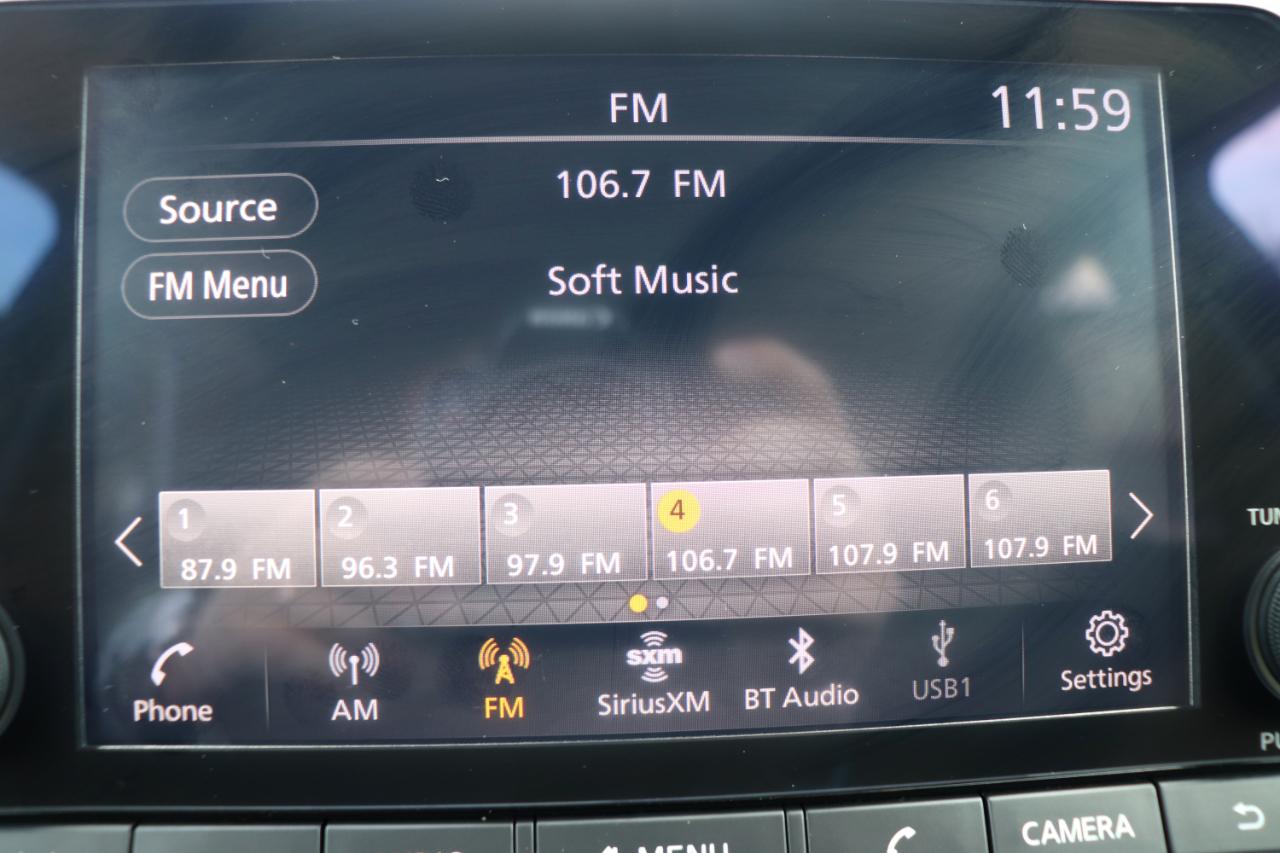 FM
11:59
106.7 FM
Source
FM Menu
Soft Music
1
87.9 FM
2
96.3 FM
3
97.9 FM
4
106.7 FM
5
107.9 FM
6
107.9 FM
Phone
AM
FM
sxm
SiriusXM
BT Audio
USB1
Settings
MENU
CAMERA